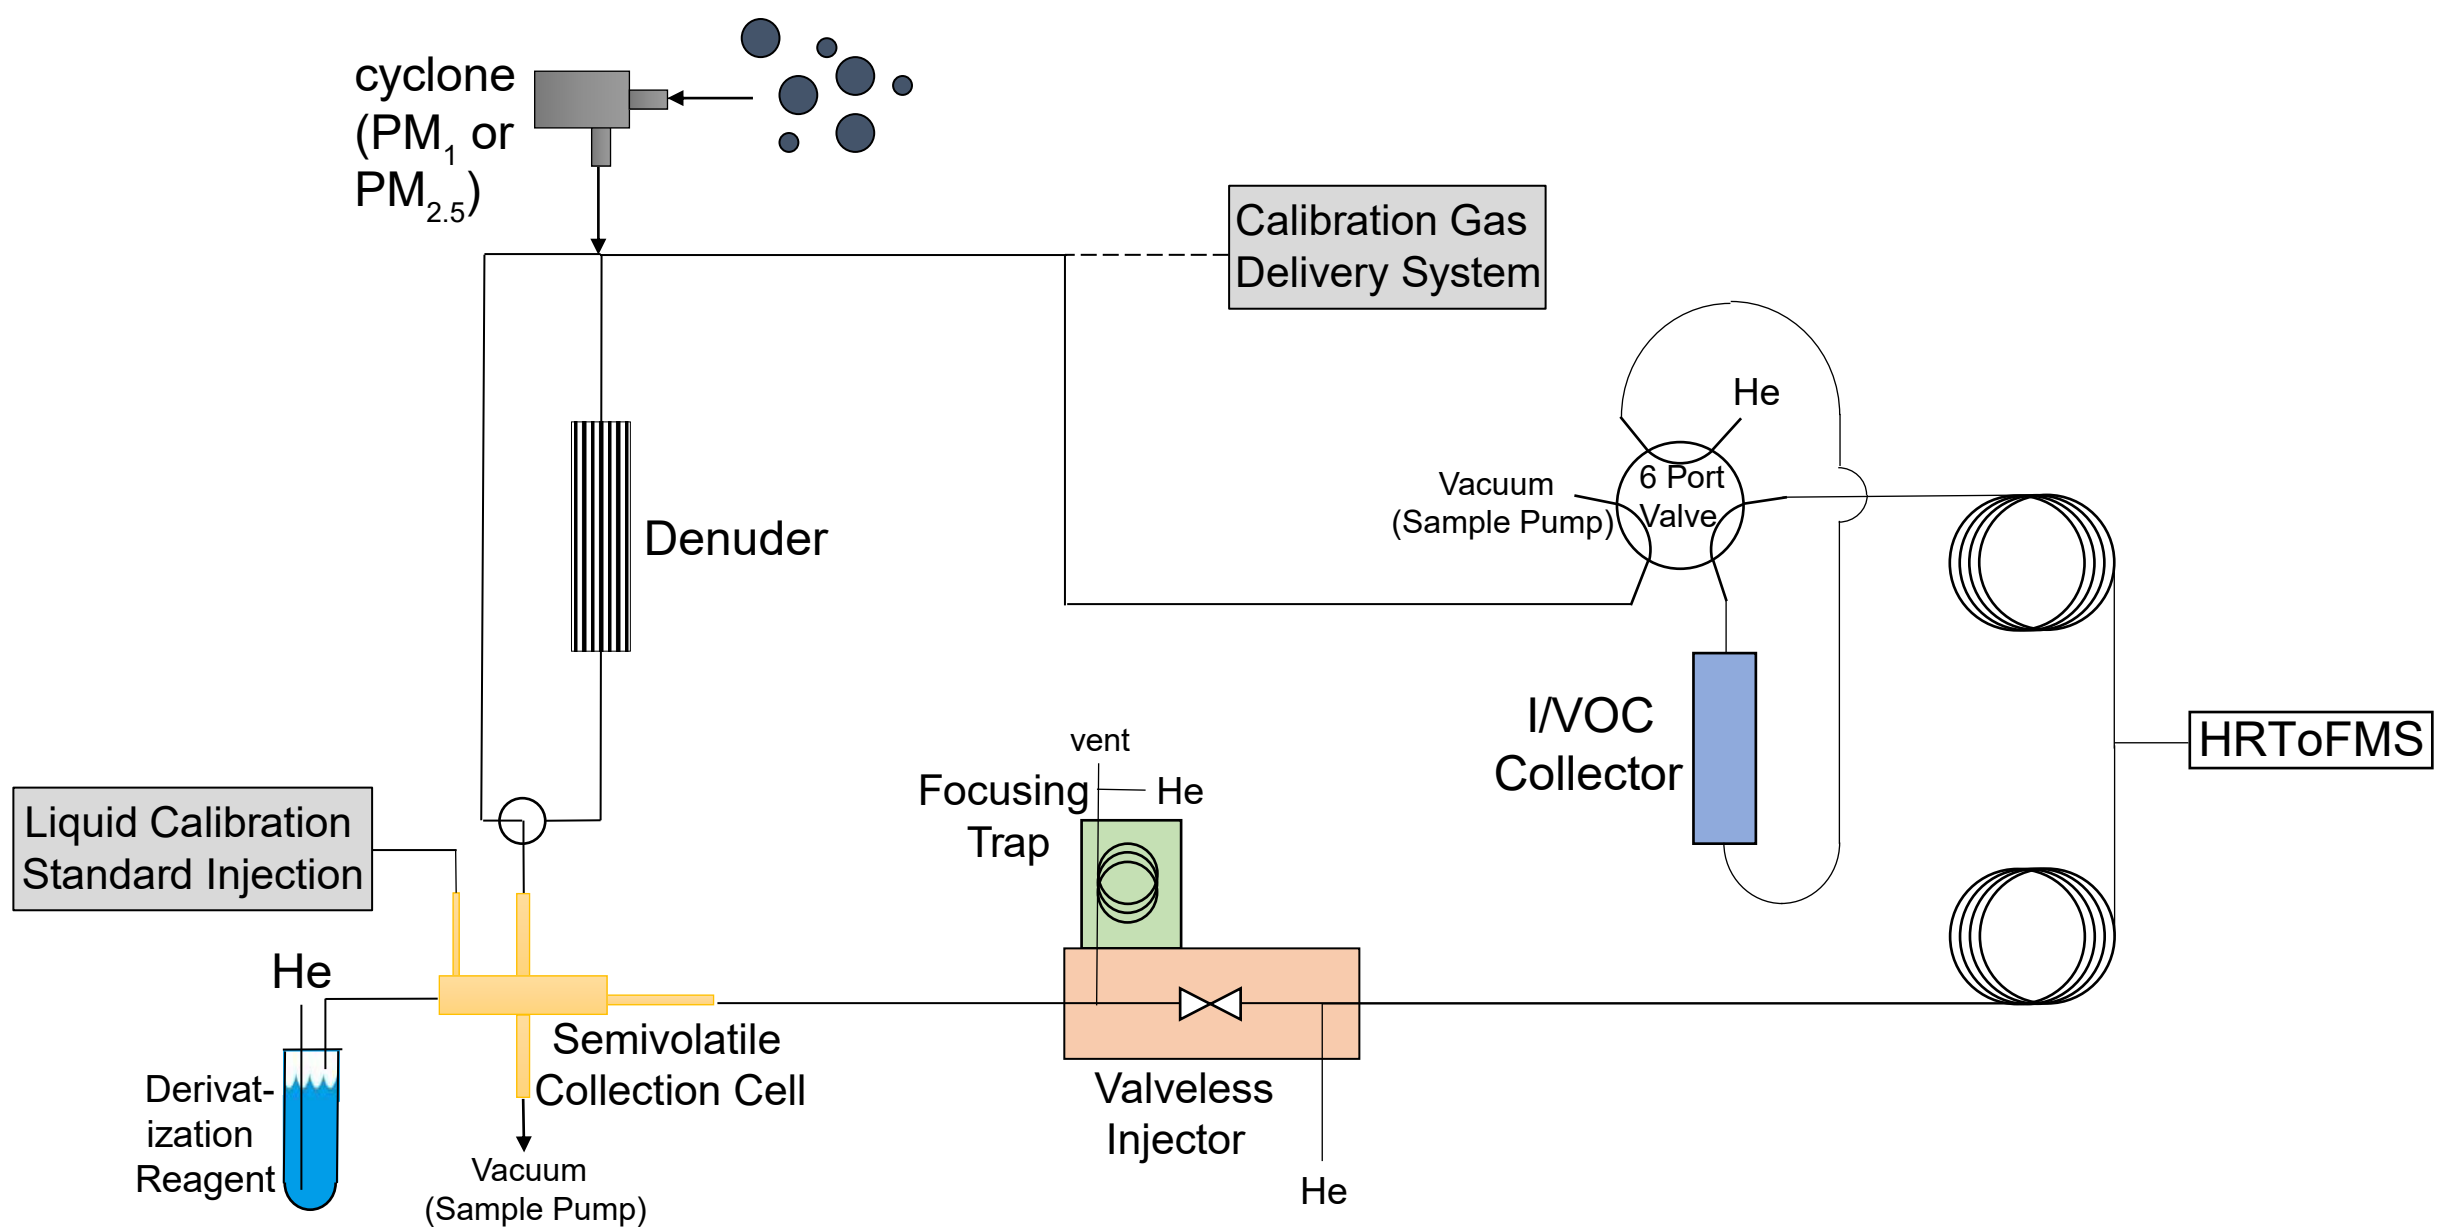 cyclone
(PM1 or
PM2.5)
Calibration Gas
Delivery System
He
6 Port
Valve
Vacuum
(Sample Pump)
Denuder
I/VOC
Collector
HRToFMS
vent
Focusing
Trap
He
Liquid Calibration
Standard Injection
He
Semivolatile
Collection Cell
Derivat-
ization
Reagent
Vacuum
(Sample Pump)
Valveless
Injector
He